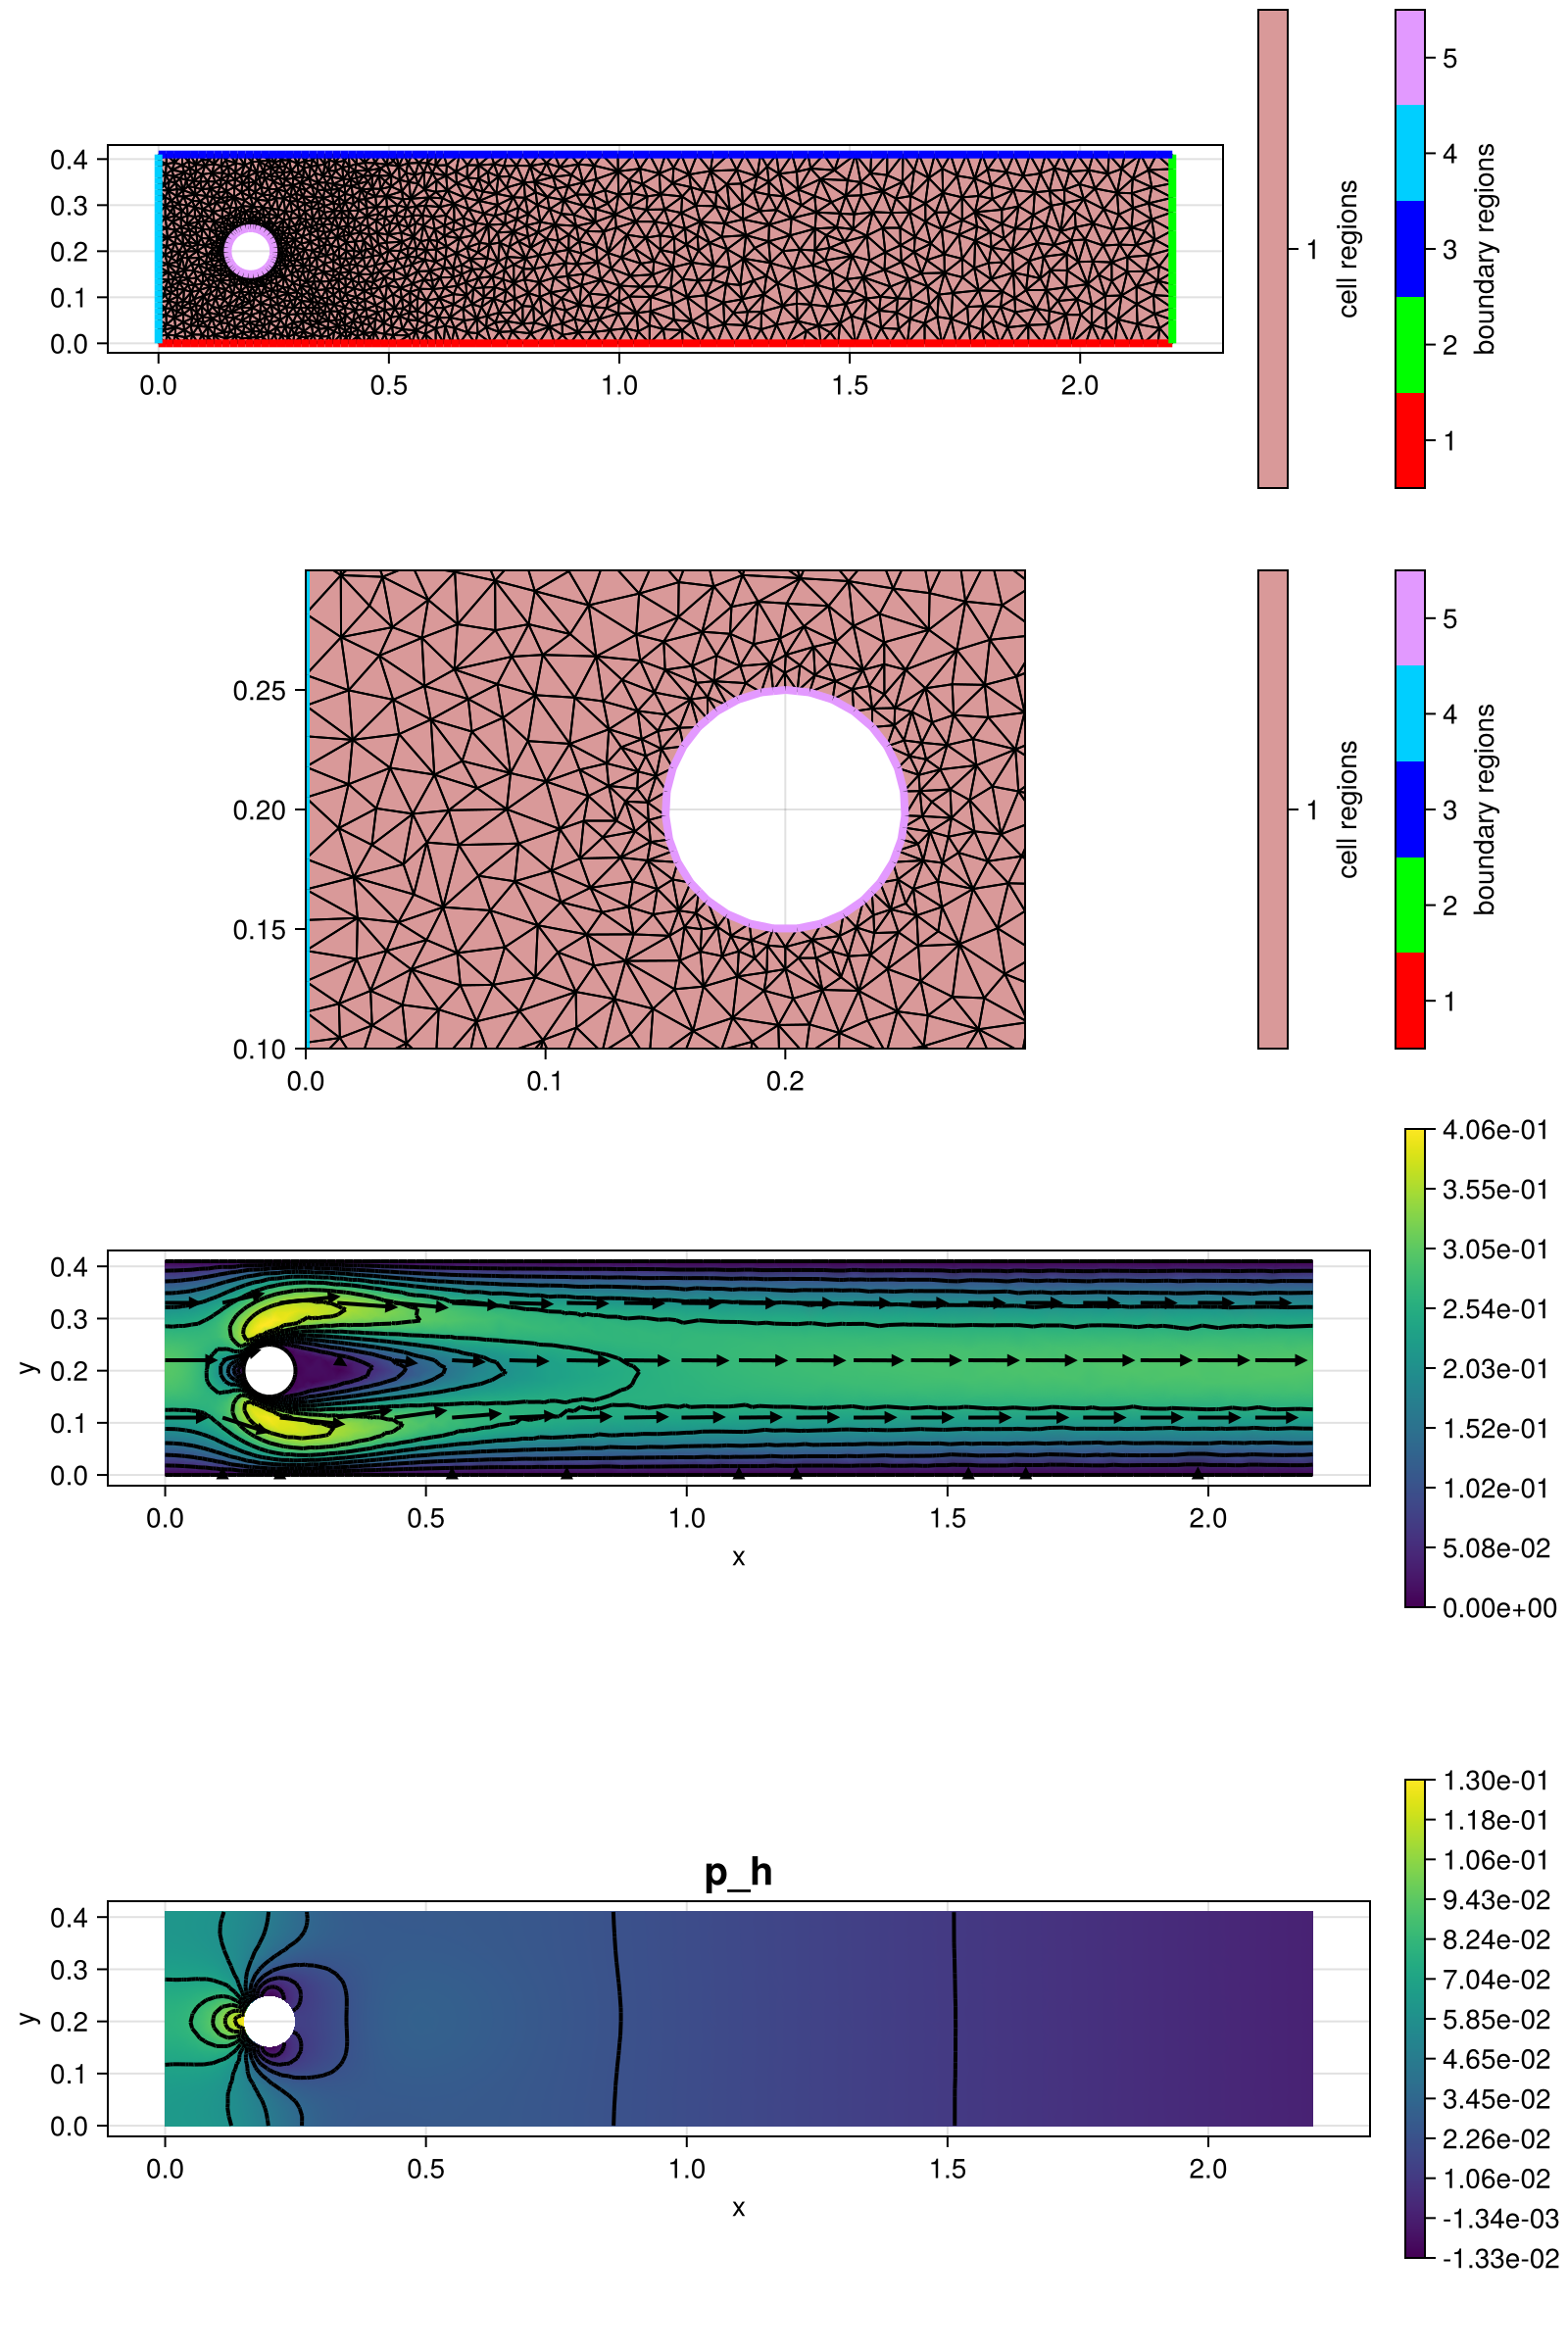 0.4
0.3
0.2
0.1
0.0
0.0 0.5 1.0 1.5 2.0
1
cell regions
5
4
3
2
1
boundary regions
0.25
0.20
0.15
0.10
0.0 0.1 0.2
1
cell regions
5
4
3
2
1
boundary regions
y
0.4
0.3
0.2
0.1
0.0
0.0 0.5 1.0 1.5 2.0
x
4.06e-01
3.55e-01
3.05e-01
2.54e-01
2.03e-01
1.52e-01
1.02e-01
5.08e-02
0.00e+00
p_h
y
0.4
0.3
0.2
0.1
0.0
0.0 0.5 1.0 1.5 2.0
x
1.30e-01
1.18e-01
1.06e-01
9.43e-02
8.24e-02
7.04e-02
5.85e-02
4.65e-02
3.45e-02
2.26e-02
1.06e-02
-1.34e-03
-1.33e-02